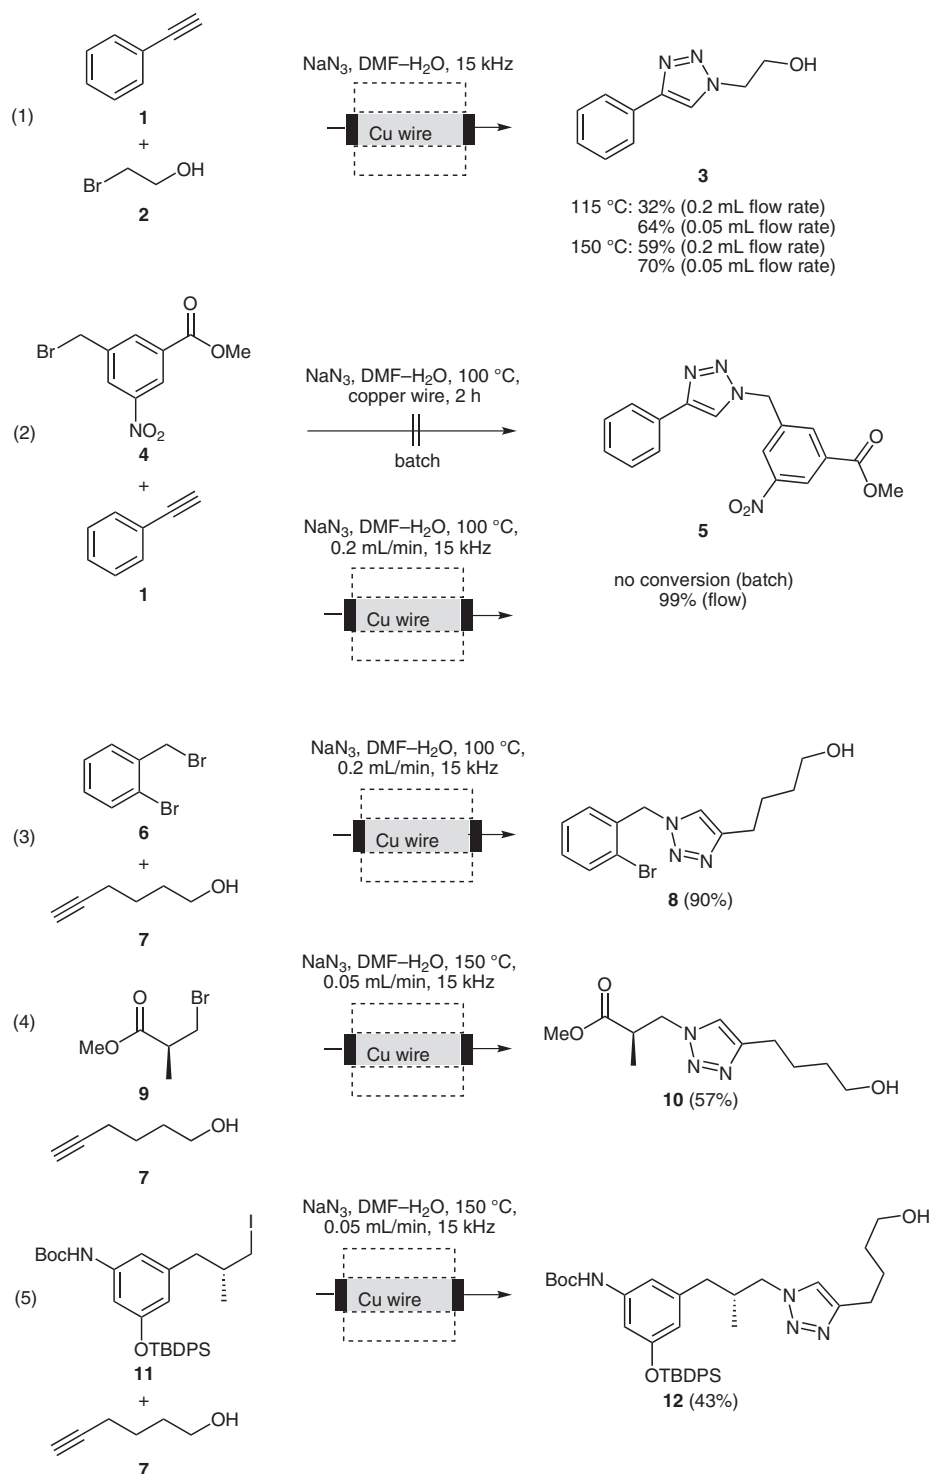 (1)
1
+
Br
OH
2
NaN3, DMF–H2O, 15 kHz
Cu wire
N
N
N
OH
3
115 °C: 32% (0.2 mL flow rate)
64% (0.05 mL flow rate)
150 °C: 59% (0.2 mL flow rate)
70% (0.05 mL flow rate)
(2)
Br
O
OMe
NO2
4
+
1
NaN3, DMF–H2O, 100 °C,
copper wire, 2 h
batch
NaN3, DMF–H2O, 100 °C,
0.2 mL/min, 15 kHz
Cu wire
N
N
N
O
OMe
O2N
5
no conversion (batch)
99% (flow)
(3)
Br
Br
6
+
OH
7
NaN3, DMF–H2O, 100 °C,
0.2 mL/min, 15 kHz
Cu wire
OH
N
N
N
Br
8 (90%)
(4)
O
Br
MeO
9
OH
7
NaN3, DMF–H2O, 150 °C,
0.05 mL/min, 15 kHz
Cu wire
O
MeO
N
N
N
OH
10 (57%)
(5)
I
BocHN
OTBDPS
11
+
OH
7
NaN3, DMF–H2O, 150 °C,
0.05 mL/min, 15 kHz
Cu wire
OH
BocHN
N
N
N
OTBDPS
12 (43%)